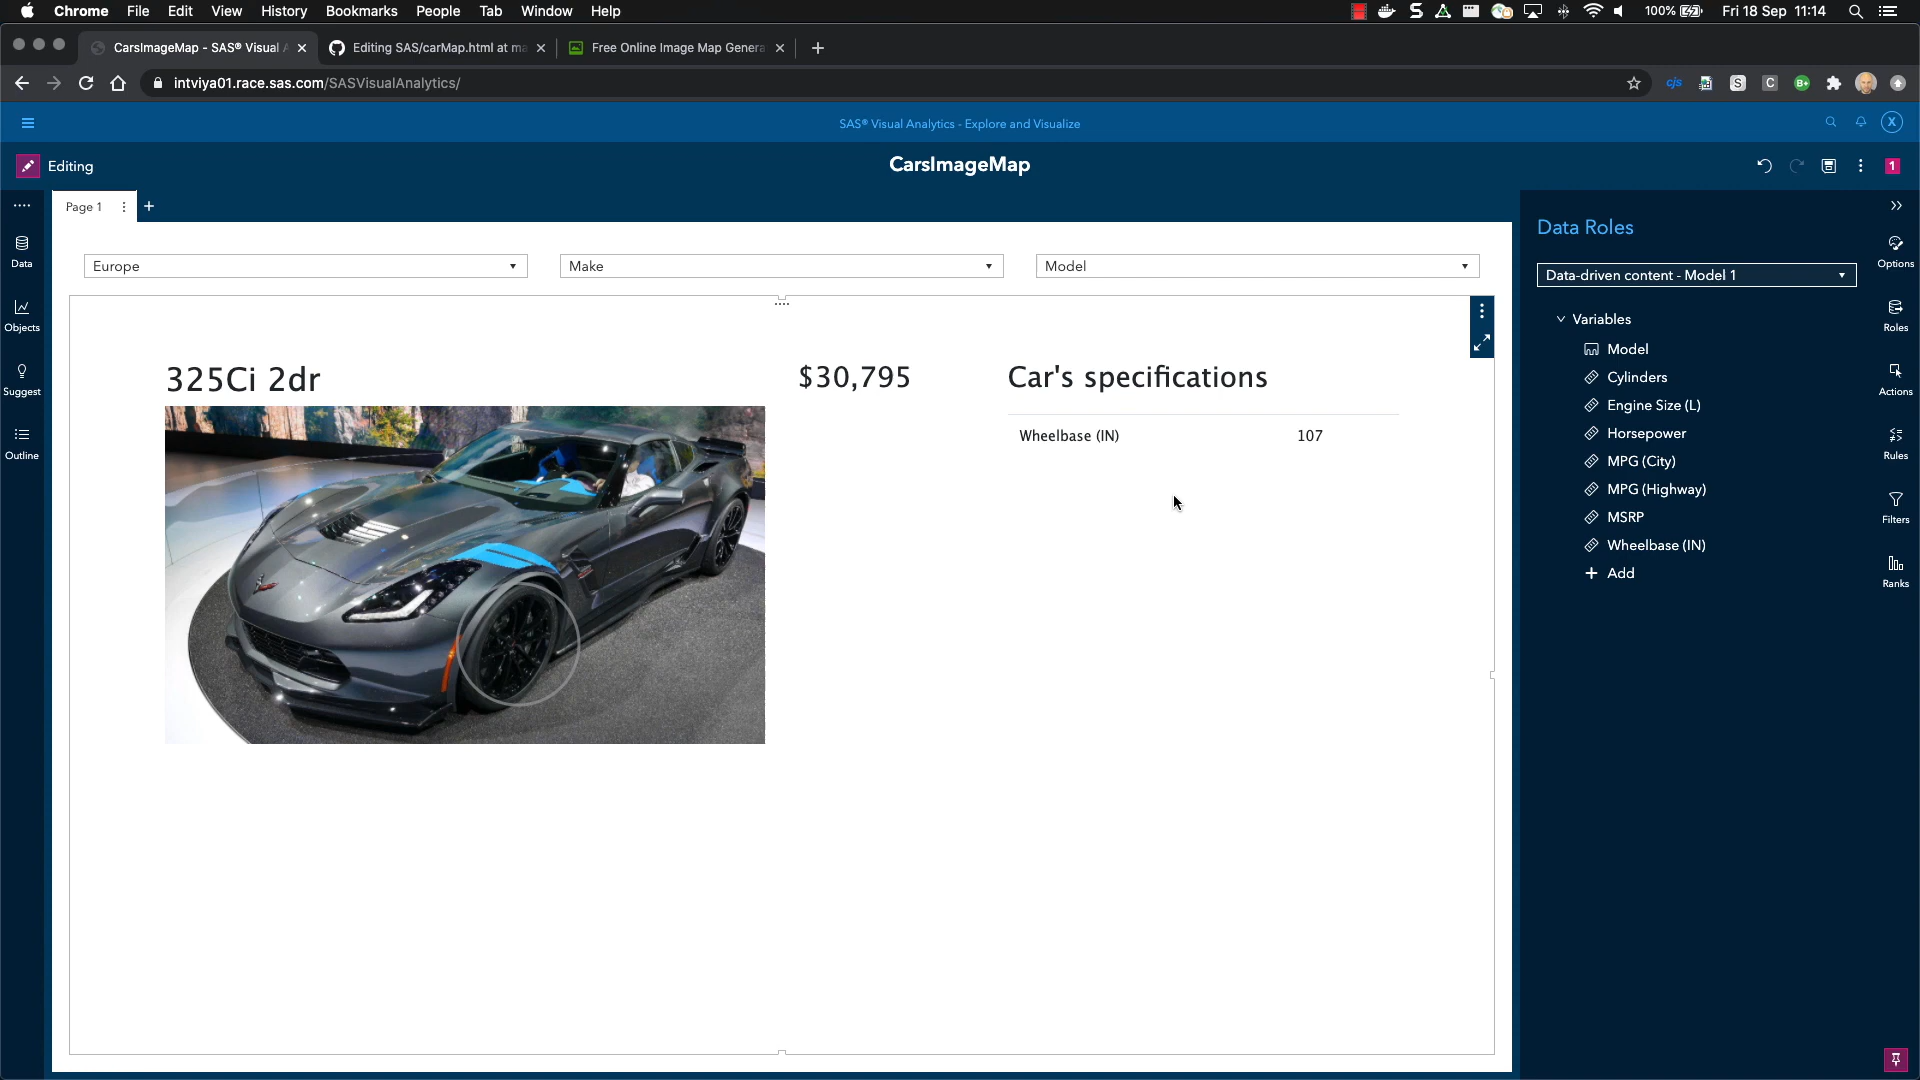 Chrome File Edit View History Bookmarks People Tab Window Help
100% Fri 18 Sep 11:14
CarsImageMap - SAS® Visual A
Editing SAS/carMap.html at ma
Free Online Image Map Genera
intviya01.race.sas.com/SASVisualAnalytics/
cjs
S
C
B+
SAS® Visual Analytics - Explore and Visualize
X
Editing
CarsImageMap
1
Page 1
Data
Objects
Suggest
Outline
Europe
Make
Model
325Ci 2dr
$30,795
Car's specifications
Wheelbase (IN) 107
Data Roles
Data-driven content - Model 1
Variables
Model
Cylinders
Engine Size (L)
Horsepower
MPG (City)
MPG (Highway)
MSRP
Wheelbase (IN)
Add
Options
Roles
Actions
Rules
Filters
Ranks